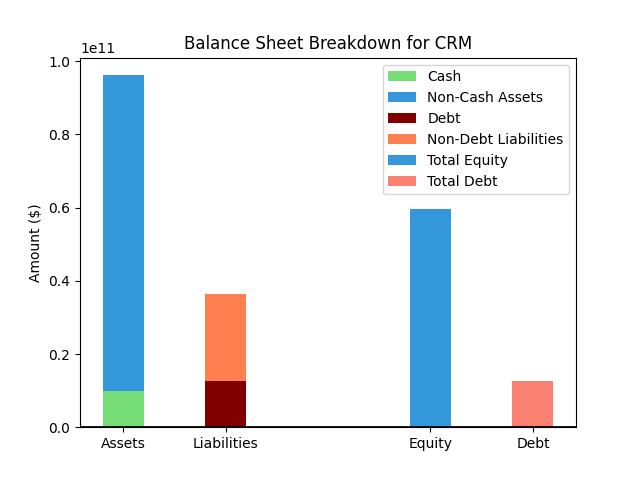 Balance Sheet Breakdown for CRM
1e11
1.0
0.8
0.6
0.4
0.2
0.0
Amount ($)
Cash
Non-Cash Assets
Debt
Non-Debt Liabilities
Total Equity
Total Debt
Assets
Liabilities
Equity
Debt